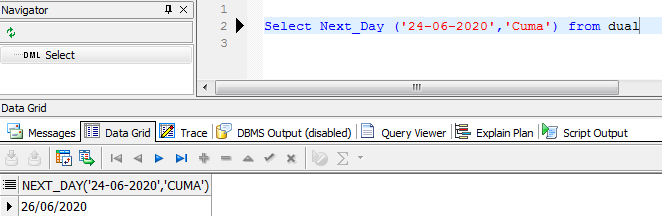 Navigator
DML Select
1
2 Select Next_Day ('24-06-2020','Cuma') from dual
3
Data Grid
Messages Data Grid Trace DBMS Output (disabled) Query Viewer Explain Plan Script Output
NEXT_DAY('24-06-2020','CUMA')
26/06/2020